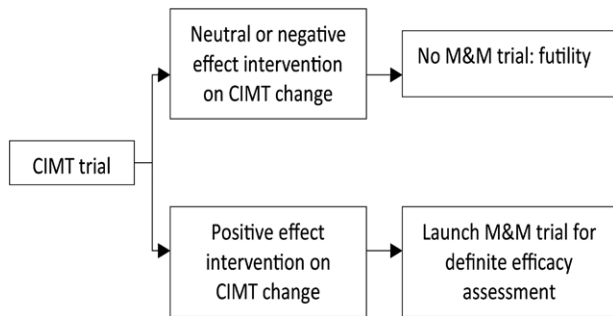 CIMT trial
Neutral or negative
effect intervention
on CIMT change
No M&M trial: futility
Positive effect
intervention on
CIMT change
Launch M&M trial for
definite efficacy
assessment